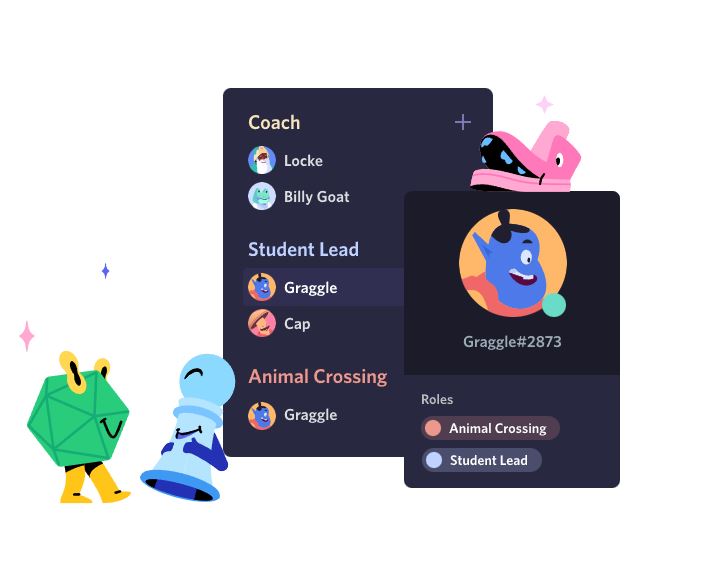 Coach
Locke
Billy Goat
Student Lead
Graggle
Cap
Animal Crossing
Graggle
Graggle#2873
Roles
Animal Crossing
Student Lead